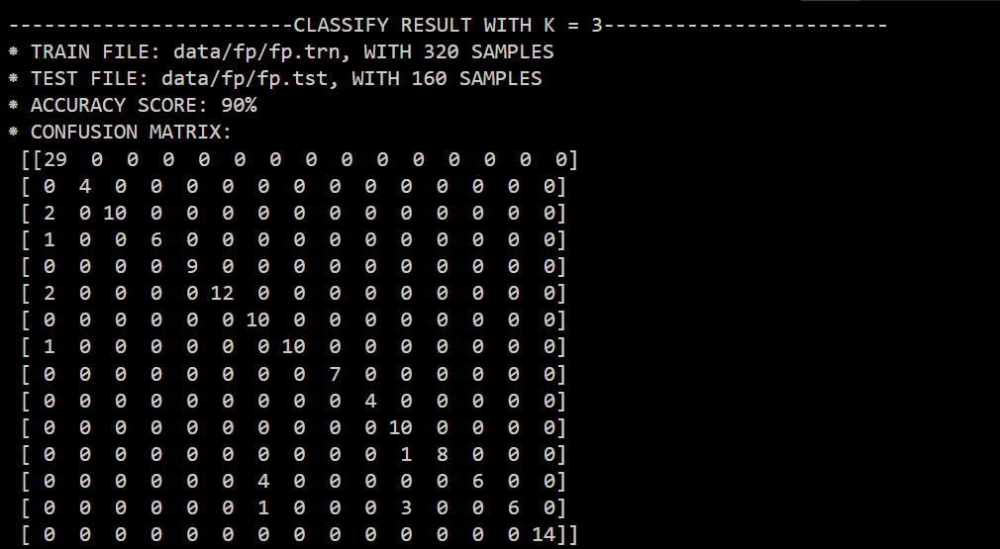 ------------------------CLASSIFY RESULT WITH K = 3------------------------
* TRAIN FILE: data/fp/fp.trn, WITH 320 SAMPLES
* TEST FILE: data/fp/fp.tst, WITH 160 SAMPLES
* ACCURACY SCORE: 90%
* CONFUSION MATRIX:
 [[29  0  0  0  0  0  0  0  0  0  0  0  0  0  0]
 [ 0  4  0  0  0  0  0  0  0  0  0  0  0  0  0]
 [ 2  0 10  0  0  0  0  0  0  0  0  0  0  0  0]
 [ 1  0  0  6  0  0  0  0  0  0  0  0  0  0  0]
 [ 0  0  0  0  9  0  0  0  0  0  0  0  0  0  0]
 [ 2  0  0  0  0 12  0  0  0  0  0  0  0  0  0]
 [ 0  0  0  0  0  0 10  0  0  0  0  0  0  0  0]
 [ 1  0  0  0  0  0  0 10  0  0  0  0  0  0  0]
 [ 0  0  0  0  0  0  0  0  7  0  0  0  0  0  0]
 [ 0  0  0  0  0  0  0  0  0  4  0  0  0  0  0]
 [ 0  0  0  0  0  0  0  0  0  0 10  0  0  0  0]
 [ 0  0  0  0  0  0  0  0  0  0  1  8  0  0  0]
 [ 0  0  0  0  0  0  4  0  0  0  0  0  6  0  0]
 [ 0  0  0  0  0  0  1  0  0  0  3  0  0  6  0]
 [ 0  0  0  0  0  0  0  0  0  0  0  0  0  0 14]]